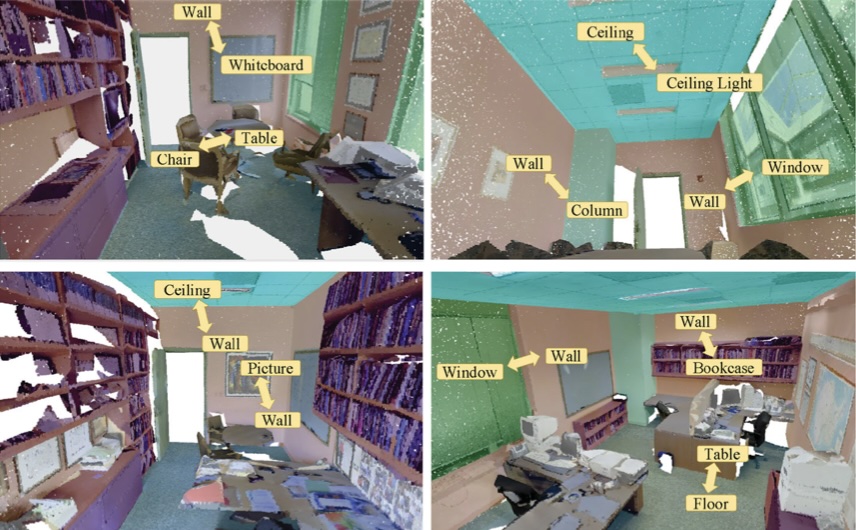 Wall
Whiteboard
Table
Chair
Ceiling
Ceiling Light
Wall
Window
Wall
Column
Ceiling
Wall
Picture
Wall
Wall
Wall
Window
Bookcase
Table
Floor